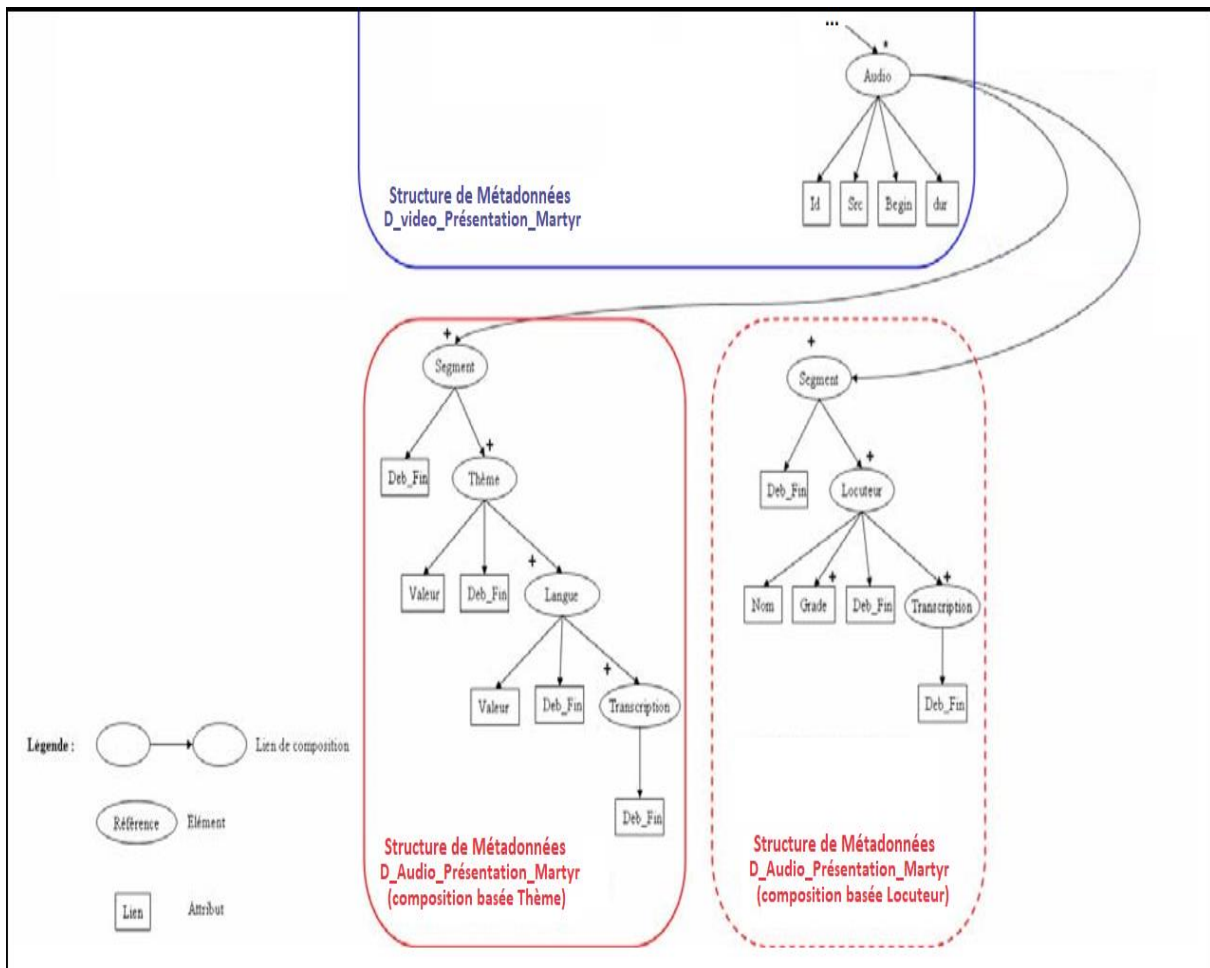 ...
*
Audio
Id Src Begin dur
Structure de Métadonnées
D_video_Présentation_Martyr
+
Segment
Deb_Fin
+
Thème
Valeur Deb_Fin
+
Langue
Valeur Deb_Fin
+
Transcription
Deb_Fin
Structure de Métadonnées
D_Audio_Présentation_Martyr
(composition basée Thème)
+
Segment
Deb_Fin
+
Locuteur
Nom Grade + Deb_Fin
+
Transcription
Deb_Fin
Structure de Métadonnées
D_Audio_Présentation_Martyr
(composition basée Locuteur)
Légende :
Lien de composition
Référence Elément
Lien Attribut